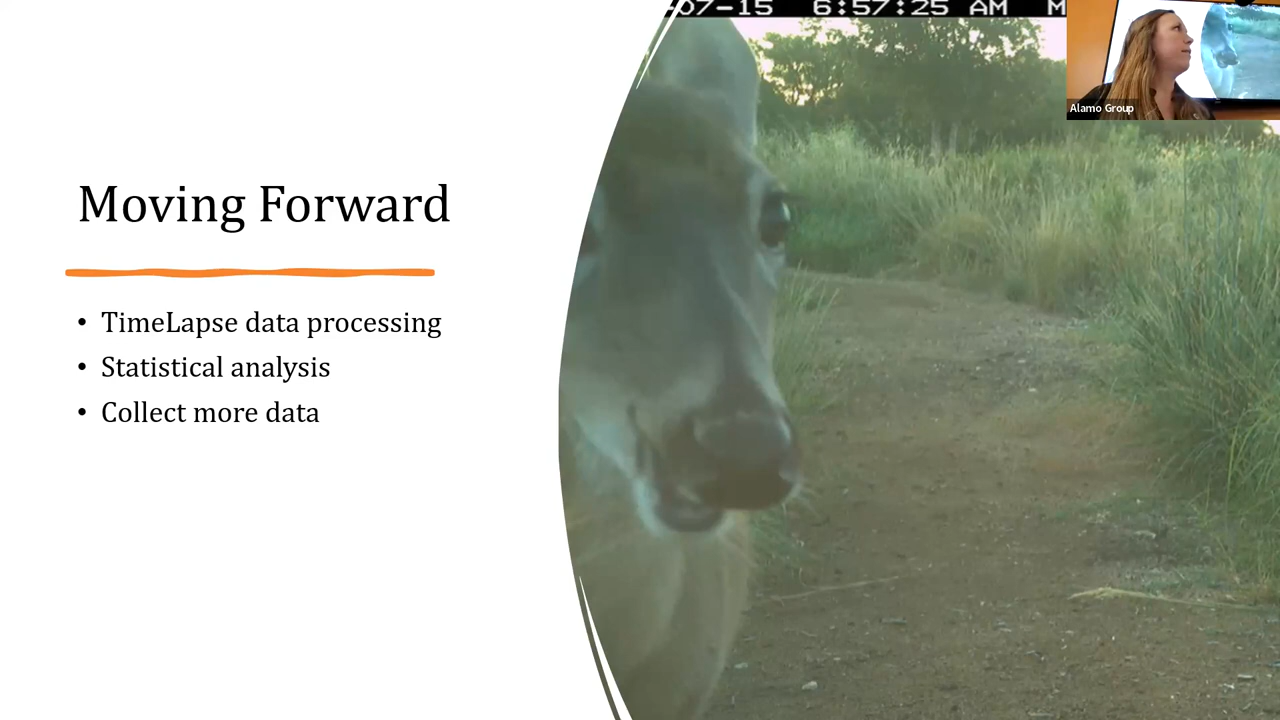 -07-15 6:57:25 AM M
Alamo Group
Moving Forward
• TimeLapse data processing
• Statistical analysis
• Collect more data